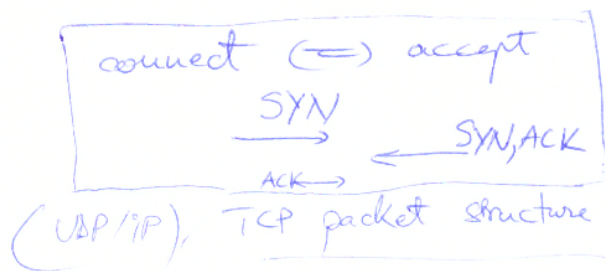 connect (=) accept
SYN
SYN,ACK
ACK
(UDP/IP), TCP packet structure